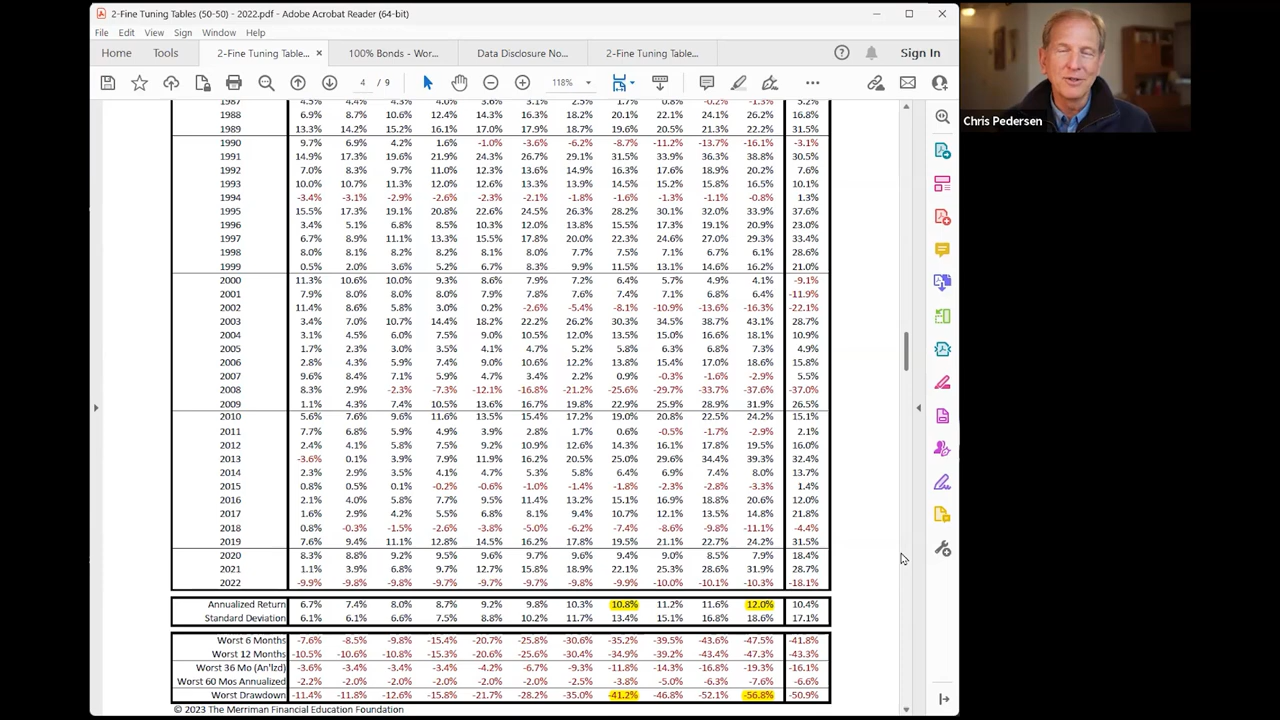 2-Fine Tuning Tables (50-50) - 2022.pdf - Adobe Acrobat Reader (64-bit)
File Edit View Sign Window Help
Home Tools 2-Fine Tuning Table... × 100% Bonds - Wor... Data Disclosure No... 2-Fine Tuning Table... Sign In
4 / 9 118%
Chris Pedersen
1987 4.5% 4.4% 4.3% 4.0% 3.6% 3.1% 2.5% 1.7% 0.8% -0.2% -1.3% 5.2%
1988 6.9% 8.7% 10.6% 12.4% 14.3% 16.3% 18.2% 20.1% 22.1% 24.1% 26.2% 16.8%
1989 13.3% 14.2% 15.2% 16.1% 17.0% 17.9% 18.7% 19.6% 20.5% 21.3% 22.2% 31.5%
1990 9.7% 6.9% 4.2% 1.6% -1.0% -3.6% -6.2% -8.7% -11.2% -13.7% -16.1% -3.1%
1991 14.9% 17.3% 19.6% 21.9% 24.3% 26.7% 29.1% 31.5% 33.9% 36.3% 38.8% 30.5%
1992 7.0% 8.3% 9.7% 11.0% 12.3% 13.6% 14.9% 16.3% 17.6% 18.9% 20.2% 7.6%
1993 10.0% 10.7% 11.3% 12.0% 12.6% 13.3% 13.9% 14.5% 15.2% 15.8% 16.5% 10.1%
1994 -3.4% -3.1% -2.9% -2.6% -2.3% -2.1% -1.8% -1.6% -1.3% -1.1% -0.8% 1.3%
1995 15.5% 17.3% 19.1% 20.8% 22.6% 24.5% 26.3% 28.2% 30.1% 32.0% 33.9% 37.6%
1996 3.4% 5.1% 6.8% 8.5% 10.3% 12.0% 13.8% 15.5% 17.3% 19.1% 20.9% 23.0%
1997 6.7% 8.9% 11.1% 13.3% 15.5% 17.8% 20.0% 22.3% 24.6% 27.0% 29.3% 33.4%
1998 8.0% 8.1% 8.2% 8.2% 8.1% 8.0% 7.7% 7.5% 7.1% 6.7% 6.1% 28.6%
1999 0.5% 2.0% 3.6% 5.2% 6.7% 8.3% 9.9% 11.5% 13.1% 14.6% 16.2% 21.0%
2000 11.3% 10.6% 10.0% 9.3% 8.6% 7.9% 7.2% 6.4% 5.7% 4.9% 4.1% -9.1%
2001 7.9% 8.0% 8.0% 8.0% 7.9% 7.8% 7.6% 7.4% 7.1% 6.8% 6.4% -11.9%
2002 11.4% 8.6% 5.8% 3.0% 0.2% -2.6% -5.4% -8.1% -10.9% -13.6% -16.3% -22.1%
2003 3.4% 7.0% 10.7% 14.4% 18.2% 22.2% 26.2% 30.3% 34.5% 38.7% 43.1% 28.7%
2004 3.1% 4.5% 6.0% 7.5% 9.0% 10.5% 12.0% 13.5% 15.0% 16.6% 18.1% 10.9%
2005 1.7% 2.3% 3.0% 3.5% 4.1% 4.7% 5.2% 5.8% 6.3% 6.8% 7.3% 4.9%
2006 2.8% 4.3% 5.9% 7.4% 9.0% 10.6% 12.2% 13.8% 15.4% 17.0% 18.6% 15.8%
2007 9.6% 8.4% 7.1% 5.9% 4.7% 3.4% 2.2% 0.9% -0.3% -1.6% -2.9% 5.5%
2008 8.3% 2.9% -2.3% -7.3% -12.1% -16.8% -21.2% -25.6% -29.7% -33.7% -37.6% -37.0%
2009 1.1% 4.3% 7.4% 10.5% 13.6% 16.7% 19.8% 22.9% 25.9% 28.9% 31.9% 26.5%
2010 5.6% 7.6% 9.6% 11.6% 13.5% 15.4% 17.2% 19.0% 20.8% 22.5% 24.2% 15.1%
2011 7.7% 6.8% 5.9% 4.9% 3.9% 2.8% 1.7% 0.6% -0.5% -1.7% -2.9% 2.1%
2012 2.4% 4.1% 5.8% 7.5% 9.2% 10.9% 12.6% 14.3% 16.1% 17.8% 19.5% 16.0%
2013 -3.6% 0.1% 3.9% 7.9% 11.9% 16.2% 20.5% 25.0% 29.6% 34.4% 39.3% 32.4%
2014 2.3% 2.9% 3.5% 4.1% 4.7% 5.3% 5.8% 6.4% 6.9% 7.4% 8.0% 13.7%
2015 0.8% 0.5% 0.1% -0.2% -0.6% -1.0% -1.4% -1.8% -2.3% -2.8% -3.3% 1.4%
2016 2.1% 4.0% 5.8% 7.7% 9.5% 11.4% 13.2% 15.1% 16.9% 18.8% 20.6% 12.0%
2017 1.6% 2.9% 4.2% 5.5% 6.8% 8.1% 9.4% 10.7% 12.1% 13.5% 14.8% 21.8%
2018 0.8% -0.3% -1.5% -2.6% -3.8% -5.0% -6.2% -7.4% -8.6% -9.8% -11.1% -4.4%
2019 7.6% 9.4% 11.1% 12.8% 14.5% 16.2% 17.8% 19.5% 21.1% 22.7% 24.2% 31.5%
2020 8.3% 8.8% 9.2% 9.5% 9.6% 9.7% 9.6% 9.4% 9.0% 8.5% 7.9% 18.4%
2021 1.1% 3.9% 6.8% 9.7% 12.7% 15.8% 18.9% 22.1% 25.3% 28.6% 31.9% 28.7%
2022 -9.9% -9.8% -9.8% -9.7% -9.7% -9.7% -9.8% -9.9% -10.0% -10.1% -10.3% -18.1%
Annualized Return 6.7% 7.4% 8.0% 8.7% 9.2% 9.8% 10.3% 10.8% 11.2% 11.6% 12.0% 10.4%
Standard Deviation 6.1% 6.1% 6.6% 7.5% 8.8% 10.2% 11.7% 13.4% 15.1% 16.8% 18.6% 17.1%
Worst 6 Months -7.6% -8.5% -9.8% -15.4% -20.7% -25.8% -30.6% -35.2% -39.5% -43.6% -47.5% -41.8%
Worst 12 Months -10.5% -10.6% -10.8% -15.3% -20.6% -25.6% -30.4% -34.9% -39.2% -43.4% -47.3% -43.3%
Worst 36 Mo (An'lzd) -3.6% -3.4% -3.4% -3.4% -4.2% -6.7% -9.3% -11.8% -14.3% -16.8% -19.3% -16.1%
Worst 60 Mos Annualized -2.2% -2.0% -2.0% -2.0% -2.0% -2.0% -2.5% -3.8% -5.0% -6.3% -7.6% -6.6%
Worst Drawdown -11.4% -11.8% -12.6% -15.8% -21.7% -28.2% -35.0% -41.2% -46.8% -52.1% -56.8% -50.9%
© 2023 The Merriman Financial Education Foundation